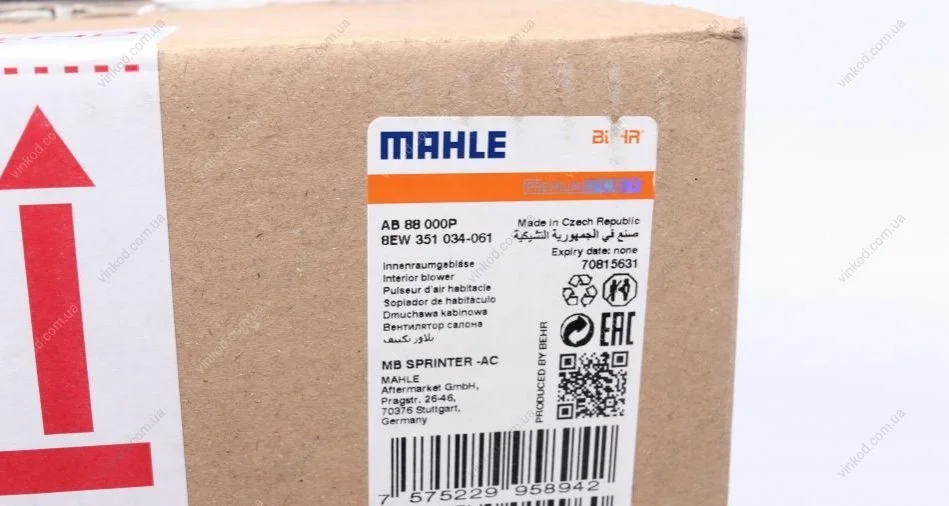 MAHLE
BEHR
AB 88 000P
8EW 351 034-061
Made in Czech Republic
صنع في الجمهورية التشيكية
Expiry date: none
70815631
Innenraumgebläse
Interior blower
Pulseur d'air habitacle
Soplador de habitáculo
Dmuchawa kabinowa
Вентилятор салона
EAC
MB SPRINTER -AC
MAHLE
Aftermarket GmbH,
Pragstr. 26-46,
70376 Stuttgart,
Germany
PRODUCED BY BEHR
7 575229 958942
vinkod.com.ua